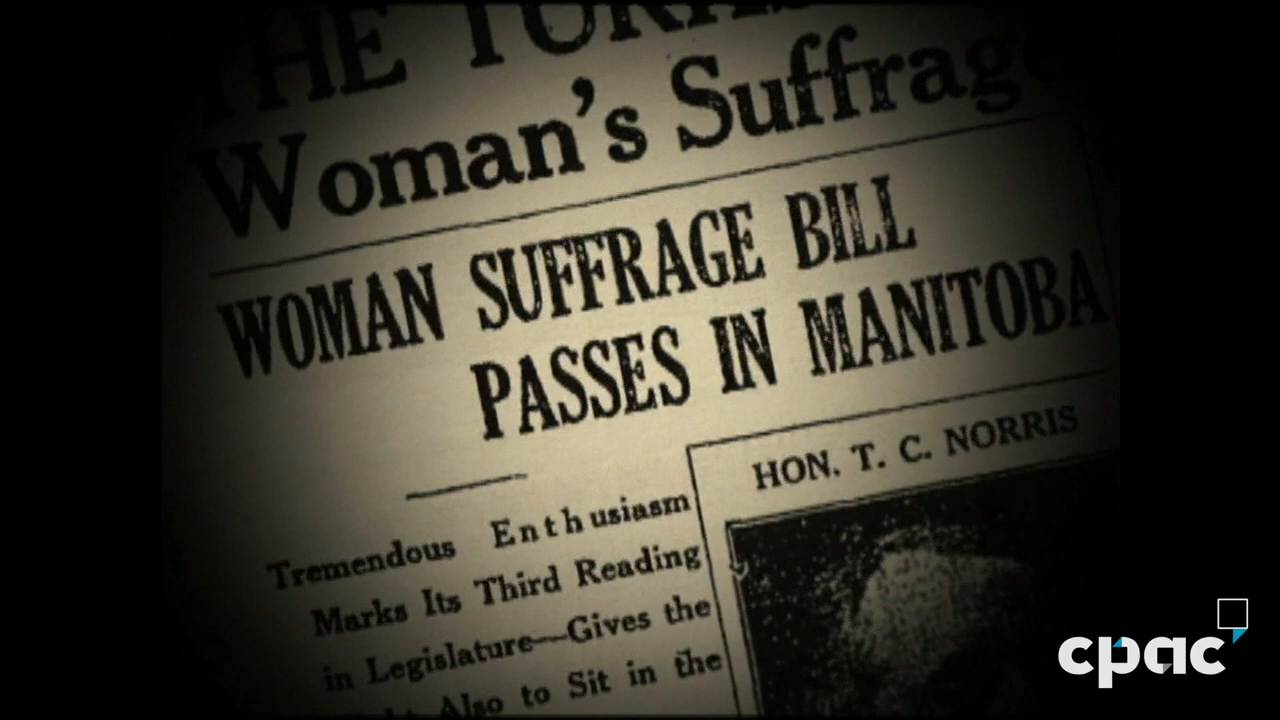 THE
Woman's Suffrage
WOMAN SUFFRAGE BILL
PASSES IN MANITOBA
HON. T. C. NORRIS
Tremendous Enthusiasm
Marks Its Third Reading
in Legislature—Gives the
Also to Sit in the
cpac